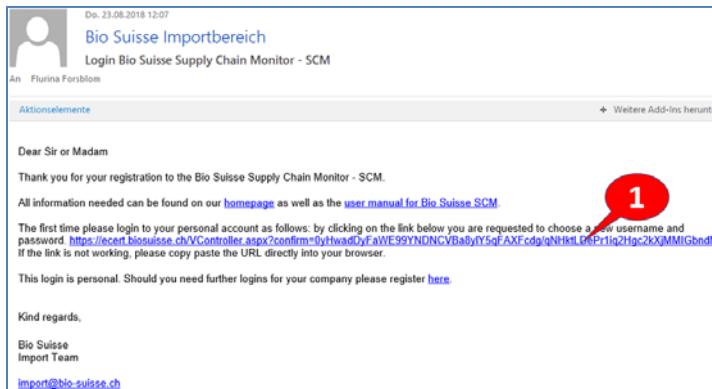 Do. 23.08.2018 12:07
Bio Suisse Importbereich
Login Bio Suisse Supply Chain Monitor - SCM
An Flurina Forsblom
Aktionselemente
+ Weitere Add-Ins herunt
Dear Sir or Madam
Thank you for your registration to the Bio Suisse Supply Chain Monitor - SCM.
All information needed can be found on our homepage as well as the user manual for Bio Suisse SCM.
1
The first time please login to your personal account as follows: by clicking on the link below you are requested to choose a new username and
password. https://ecert.biosuisse.ch/VController.aspx?confirm=
If the link is not working, please copy paste the URL directly into your browser.
This login is personal. Should you need further logins for your company please register here.
Kind regards,
Bio Suisse
Import Team
import@bio-suisse.ch